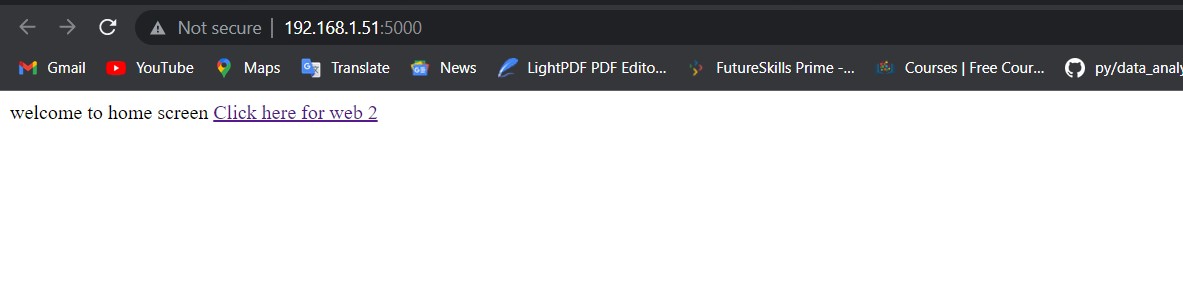 Not secure | 192.168.1.51:5000
Gmail YouTube Maps Translate News LightPDF PDF Edito... FutureSkills Prime -... Courses | Free Cour... py/data_analy
welcome to home screen Click here for web 2